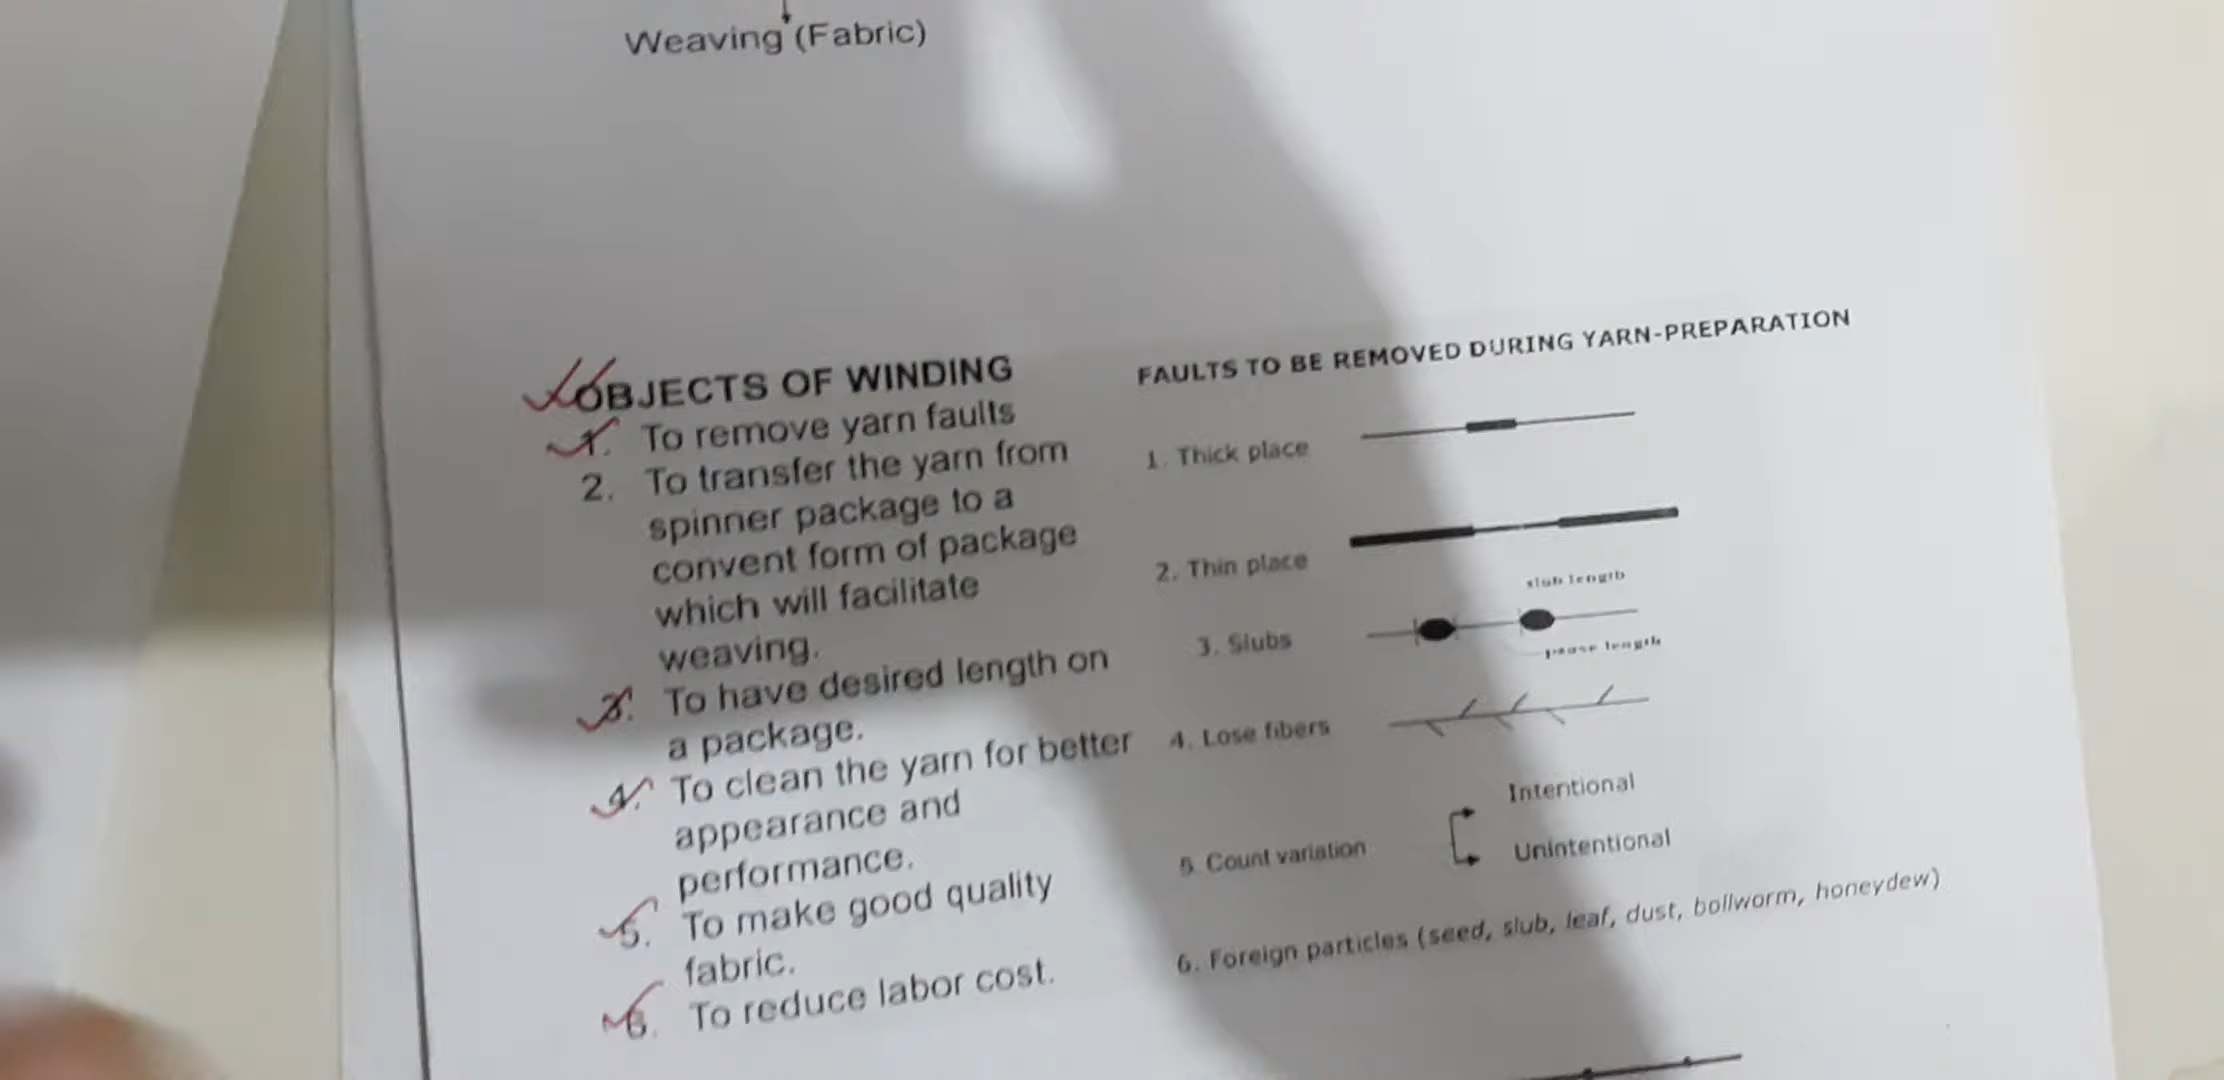 Weaving (Fabric)
OBJECTS OF WINDING
1. To remove yarn faults
2. To transfer the yarn from
spinner package to a
convent form of package
which will facilitate
weaving.
3. To have desired length on
a package.
4. To clean the yarn for better
appearance and
performance.
5. To make good quality
fabric.
6. To reduce labor cost.
FAULTS TO BE REMOVED DURING YARN-PREPARATION
1. Thick place
2. Thin place
slub length
3. Slubs
length
4. Lose fibers
Intentional
5. Count variation
Unintentional
6. Foreign particles (seed, slub, leaf, dust, bollworm, honeydew)